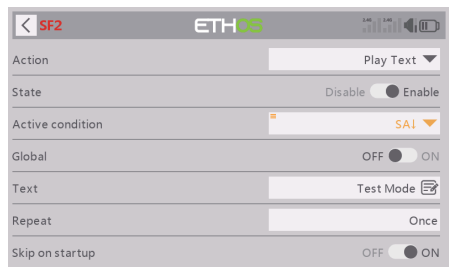 SF2 ETHOS
Action Play Text
State Disable Enable
Active condition SA↓
Global OFF ON
Text Test Mode
Repeat Once
Skip on startup OFF ON